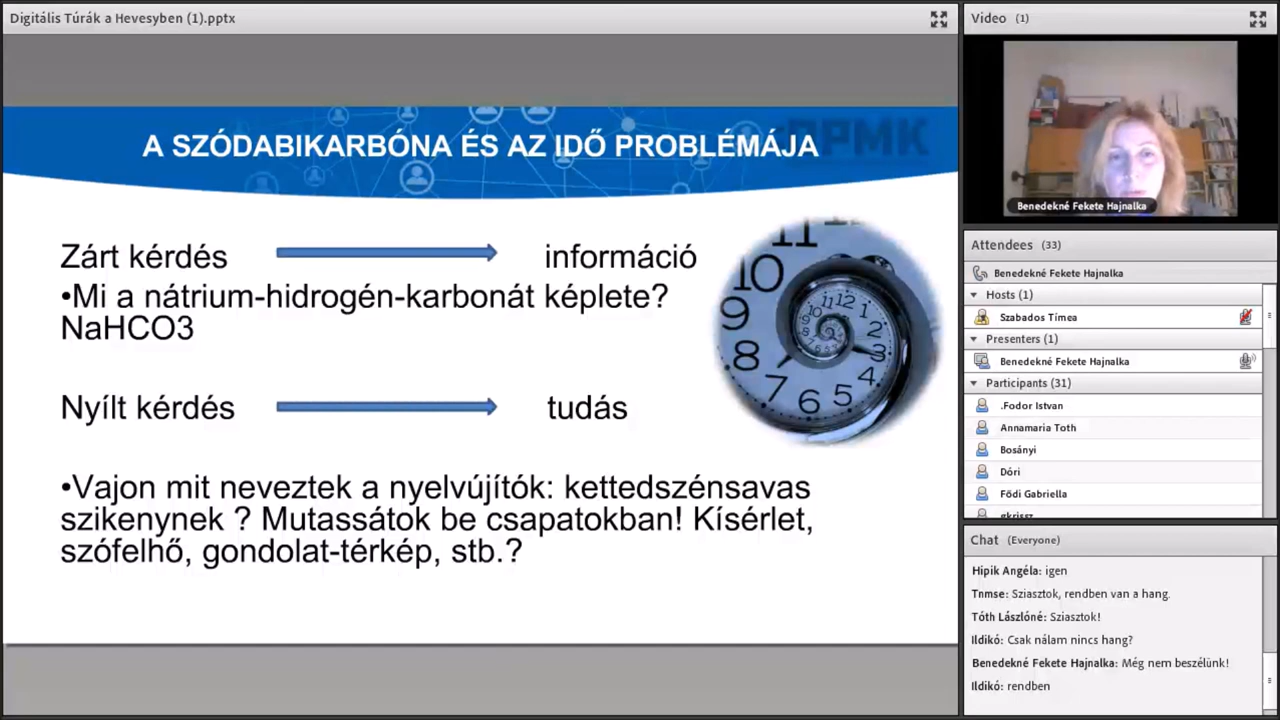 Digitális Túrák a Hevesyben (1).pptx
A SZÓDABIKARBÓNA ÉS AZ IDŐ PROBLÉMÁJA
Zárt kérdés információ
•Mi a nátrium-hidrogén-karbonát képlete?
NaHCO3
Nyílt kérdés tudás
•Vajon mit neveztek a nyelvújítók: kettedszénsavas
szikenynek ? Mutassátok be csapatokban! Kísérlet,
szófelhő, gondolat-térkép, stb.?
Video (1)
Benedekné Fekete Hajnalka
Attendees (33)
Benedekné Fekete Hajnalka
Hosts (1)
Szabados Tímea
Presenters (1)
Benedekné Fekete Hajnalka
Participants (31)
.Fodor Istvan
Annamaria Toth
Bosányi
Dóri
Födi Gabriella
Chat (Everyone)
Hipik Angéla: igen
Tnmse: Sziasztok, rendben van a hang.
Tóth Lászlóné: Sziasztok!
Ildikó: Csak nálam nincs hang?
Benedekné Fekete Hajnalka: Még nem beszélünk!
Ildikó: rendben